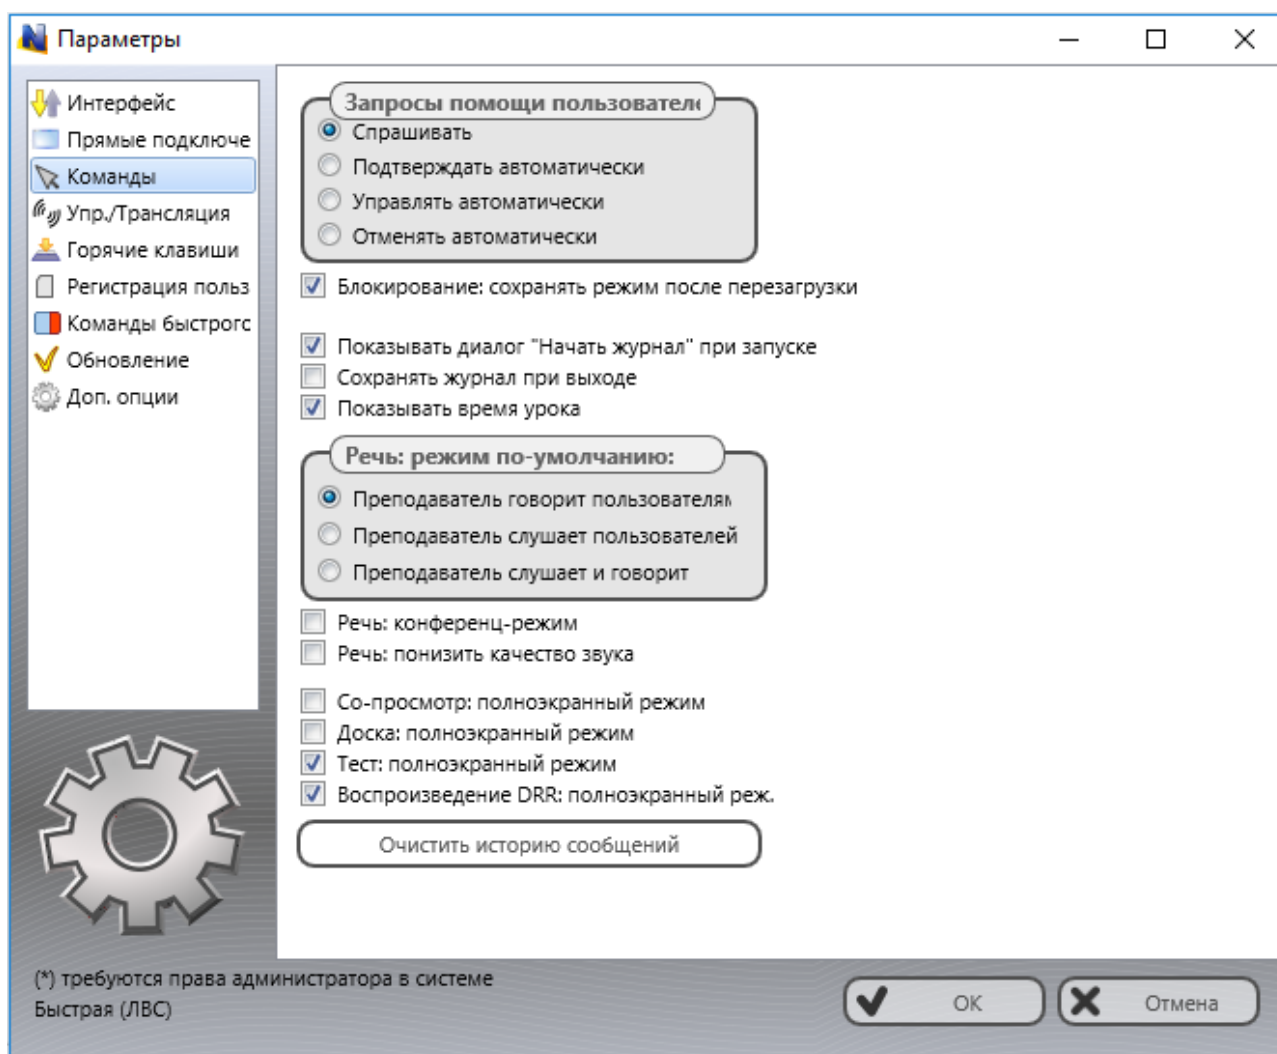 Параметры
Интерфейс
Прямые подключе
Команды
Упр./Трансляция
Горячие клавиши
Регистрация польз
Команды быстрогс
Обновление
Доп. опции
Запросы помощи пользователе
Спрашивать
Подтверждать автоматически
Управлять автоматически
Отменять автоматически
Блокирование: сохранять режим после перезагрузки
Показывать диалог "Начать журнал" при запуске
Сохранять журнал при выходе
Показывать время урока
Речь: режим по-умолчанию:
Преподаватель говорит пользователям
Преподаватель слушает пользователей
Преподаватель слушает и говорит
Речь: конференц-режим
Речь: понизить качество звука
Со-просмотр: полноэкранный режим
Доска: полноэкранный режим
Тест: полноэкранный режим
Воспроизведение DRR: полноэкранный реж.
Очистить историю сообщений
(*) требуются права администратора в системе
Быстрая (ЛВС)
ОК
Отмена